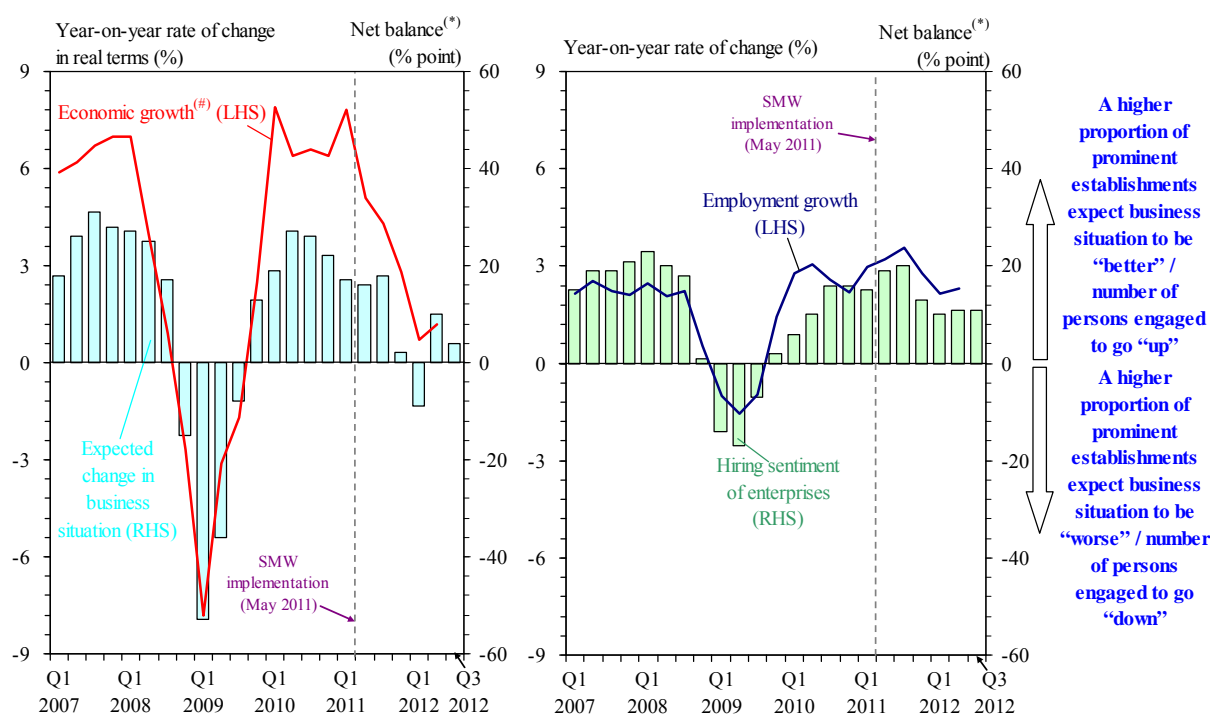 Year-on-year rate of change
in real terms (%)
Net balance(*)
(% point)
9
6
3
0
-3
-6
-9
60
40
20
0
-20
-40
-60
Economic growth(#) (LHS)
Expected
change in
business
situation (RHS)
SMW
implementation
(May 2011)
Q1
2007
Q1
2008
Q1
2009
Q1
2010
Q1
2011
Q1
2012
Q3
2012
Year-on-year rate of change (%)
Net balance(*)
(% point)
9
6
3
0
-3
-6
-9
60
40
20
0
-20
-40
-60
SMW
implementation
(May 2011)
Employment growth
(LHS)
Hiring sentiment
of enterprises
(RHS)
Q1
2007
Q1
2008
Q1
2009
Q1
2010
Q1
2011
Q1
2012
Q3
2012
A higher
proportion of
prominent
establishments
expect business
situation to be
“better” /
number of
persons engaged
to go “up”
A higher
proportion of
prominent
establishments
expect business
situation to be
“worse” / number
of persons
engaged to go
“down”